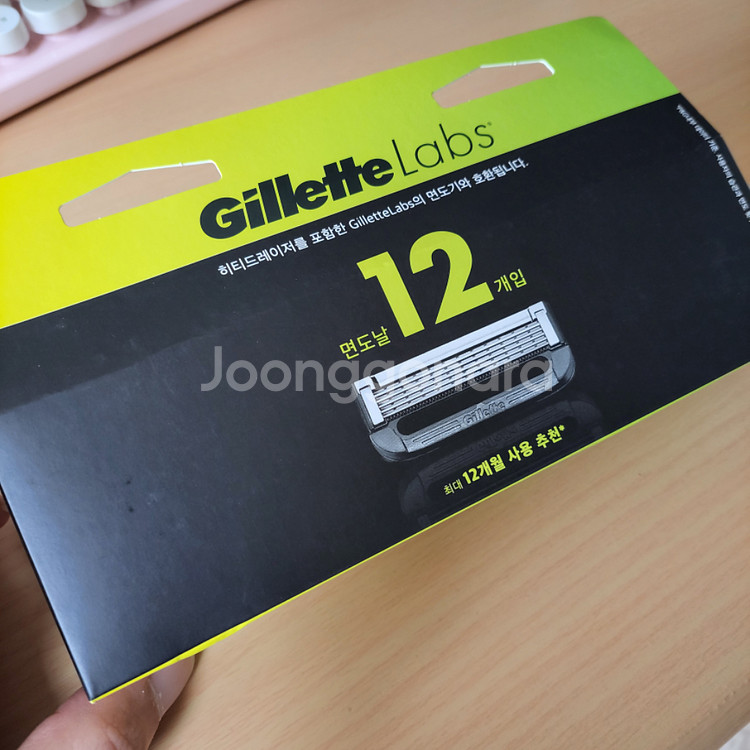 GilletteLabs®
히티드레이저를 포함한 GilletteLabs의 면도기와 호환됩니다.
면도날 12 개입
Joonggonara
Gillette
최대 12개월 사용 추천*